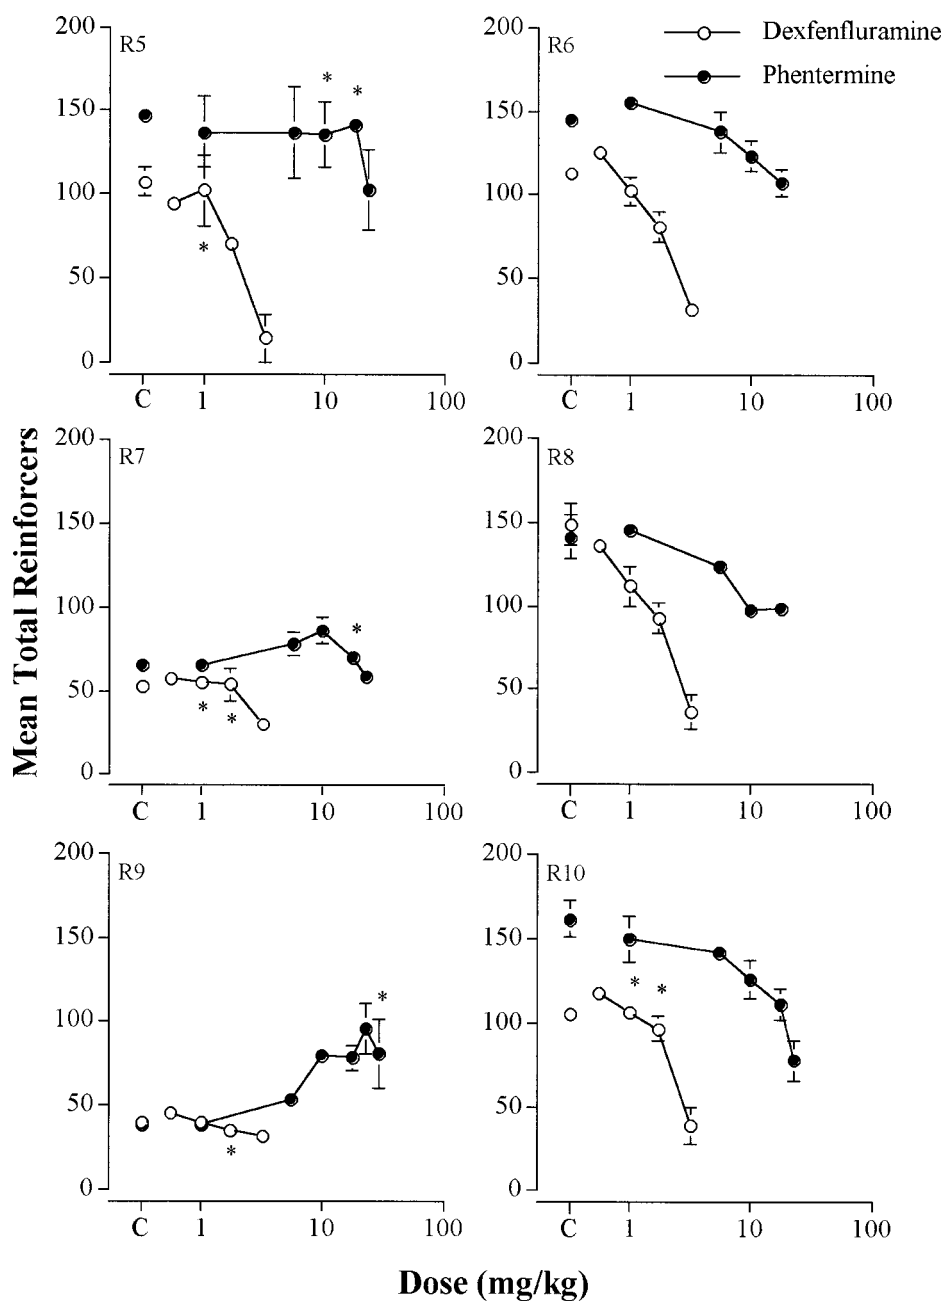 Dexfenfluramine
Phentermine
Mean Total Reinforcers
R5
200
150
100
50
0
*
*
*
C 1 10 100
R6
200
150
100
50
0
C 1 10 100
R7
200
150
100
50
0
*
*
*
C 1 10 100
R8
200
150
100
50
0
C 1 10 100
R9
200
150
100
50
0
*
*
C 1 10 100
R10
200
150
100
50
0
* *
C 1 10 100
Dose (mg/kg)